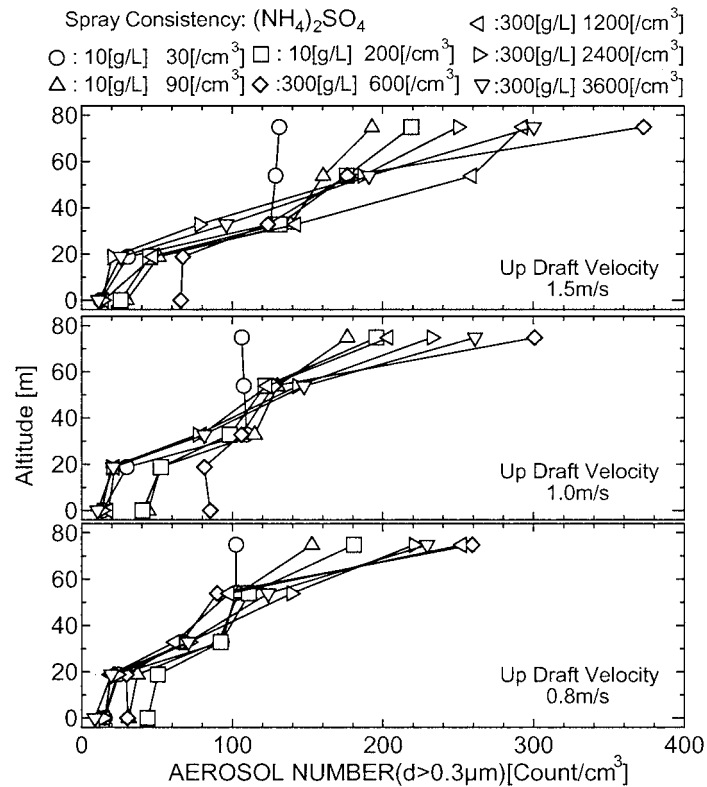 Spray Consistency: (NH₄)₂SO₄
◁:300[g/L] 1200[/cm³]
○: 10[g/L] 30[/cm³] □: 10[g/L] 200[/cm³] ▷:300[g/L] 2400[/cm³]
△: 10[g/L] 90[/cm³] ◇:300[g/L] 600[/cm³] ▽:300[g/L] 3600[/cm³]
80
60
40
20
0
Up Draft Velocity
1.5m/s
80
60
40
20
0
Up Draft Velocity
1.0m/s
Altitude [m]
80
60
40
20
0
Up Draft Velocity
0.8m/s
0 100 200 300 400
AEROSOL NUMBER(d>0.3μm)[Count/cm³]